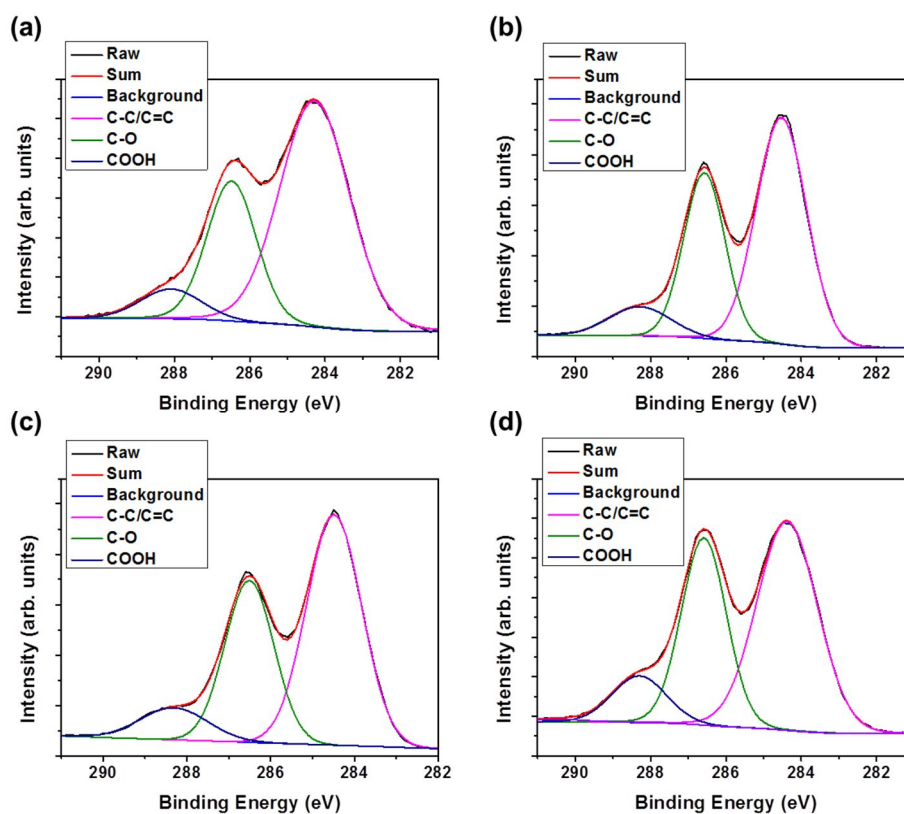 (a)
Raw
Sum
Background
C-C/C=C
C-O
COOH
Intensity (arb. units)
290 288 286 284 282
Binding Energy (eV)
(b)
Raw
Sum
Background
C-C/C=C
C-O
COOH
Intensity (arb. units)
290 288 286 284 282
Binding Energy (eV)
(c)
Raw
Sum
Background
C-C/C=C
C-O
COOH
Intensity (arb. units)
290 288 286 284 282
Binding Energy (eV)
(d)
Raw
Sum
Background
C-C/C=C
C-O
COOH
Intensity (arb. units)
290 288 286 284 282
Binding Energy (eV)